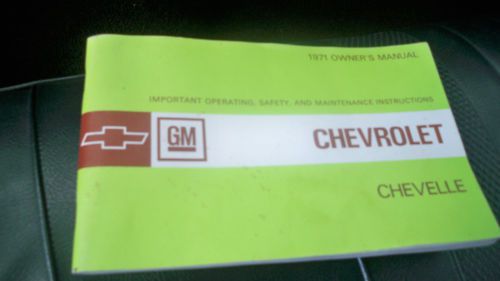 1971 OWNER'S MANUAL
IMPORTANT OPERATING, SAFETY, AND MAINTENANCE INSTRUCTIONS
GM CHEVROLET
CHEVELLE